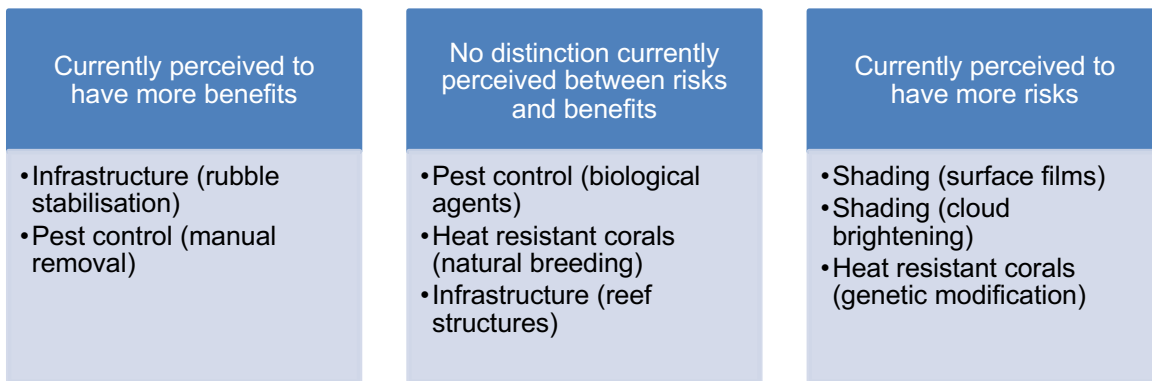 Currently perceived to
have more benefits
•Infrastructure (rubble
stabilisation)
•Pest control (manual
removal)
No distinction currently
perceived between risks
and benefits
•Pest control (biological
agents)
•Heat resistant corals
(natural breeding)
•Infrastructure (reef
structures)
Currently perceived to
have more risks
•Shading (surface films)
•Shading (cloud
brightening)
•Heat resistant corals
(genetic modification)